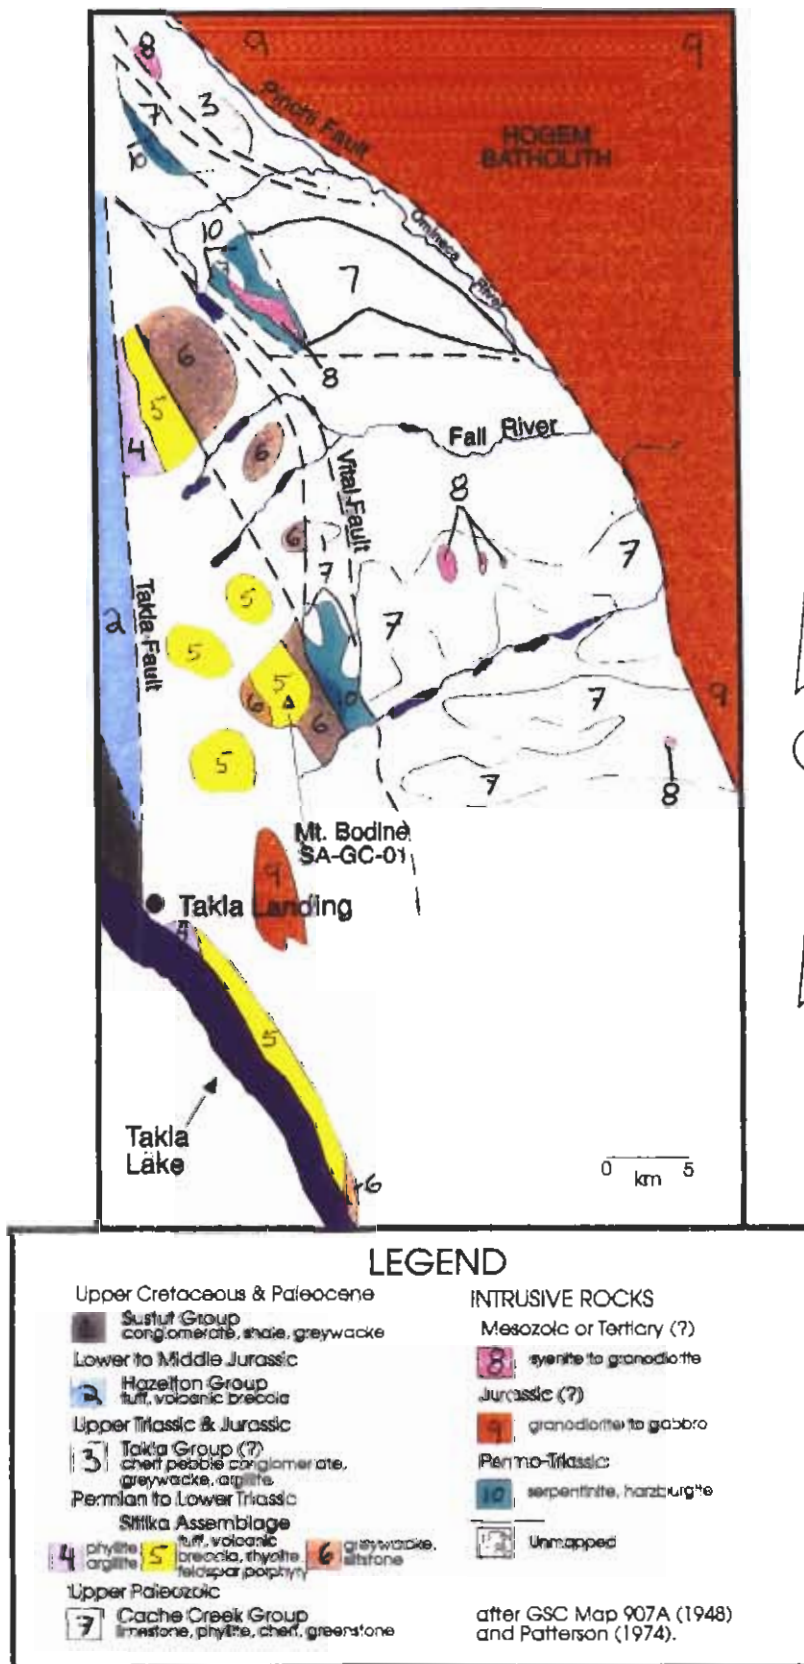 8
9
9
3
Pinchi Fault
7
10
HOGEM
BATHOLITH
10
Omineca
River
7
6
8
5
4
Fall River
6
Vital Fault
8
6
7
7
5
2
Takla Fault
7
5
5
6
6
10
7
9
5
7
8
Mt. Bodine
SA-GC-01
9
Takla Landing
4
5
Takla
Lake
6
0 5
km
LEGEND
Upper Cretaceous & Paleocene
Sustut Group
conglomerate, shale, greywacke
Lower to Middle Jurassic
2 Hazelton Group
tuff, volcanic breccia
Upper Triassic & Jurassic
3 Takla Group (?)
chert pebble conglomerate,
greywacke, argillite
Permian to Lower Triassic
Sitlika Assemblage
4 phyllite argillite
5 tuff, volcanic
breccia, rhyolite
feldspar porphyry
6 greywacke,
siltstone
Upper Paleozoic
7 Cache Creek Group
limestone, phyllite, chert, greenstone
INTRUSIVE ROCKS
Mesozoic or Tertiary (?)
8 syenite to granodiorite
Jurassic (?)
9 granodiorite to gabbro
Permo-Triassic
10 serpentinite, harzburgite
Unmapped
after GSC Map 907A (1948)
and Patterson (1974).